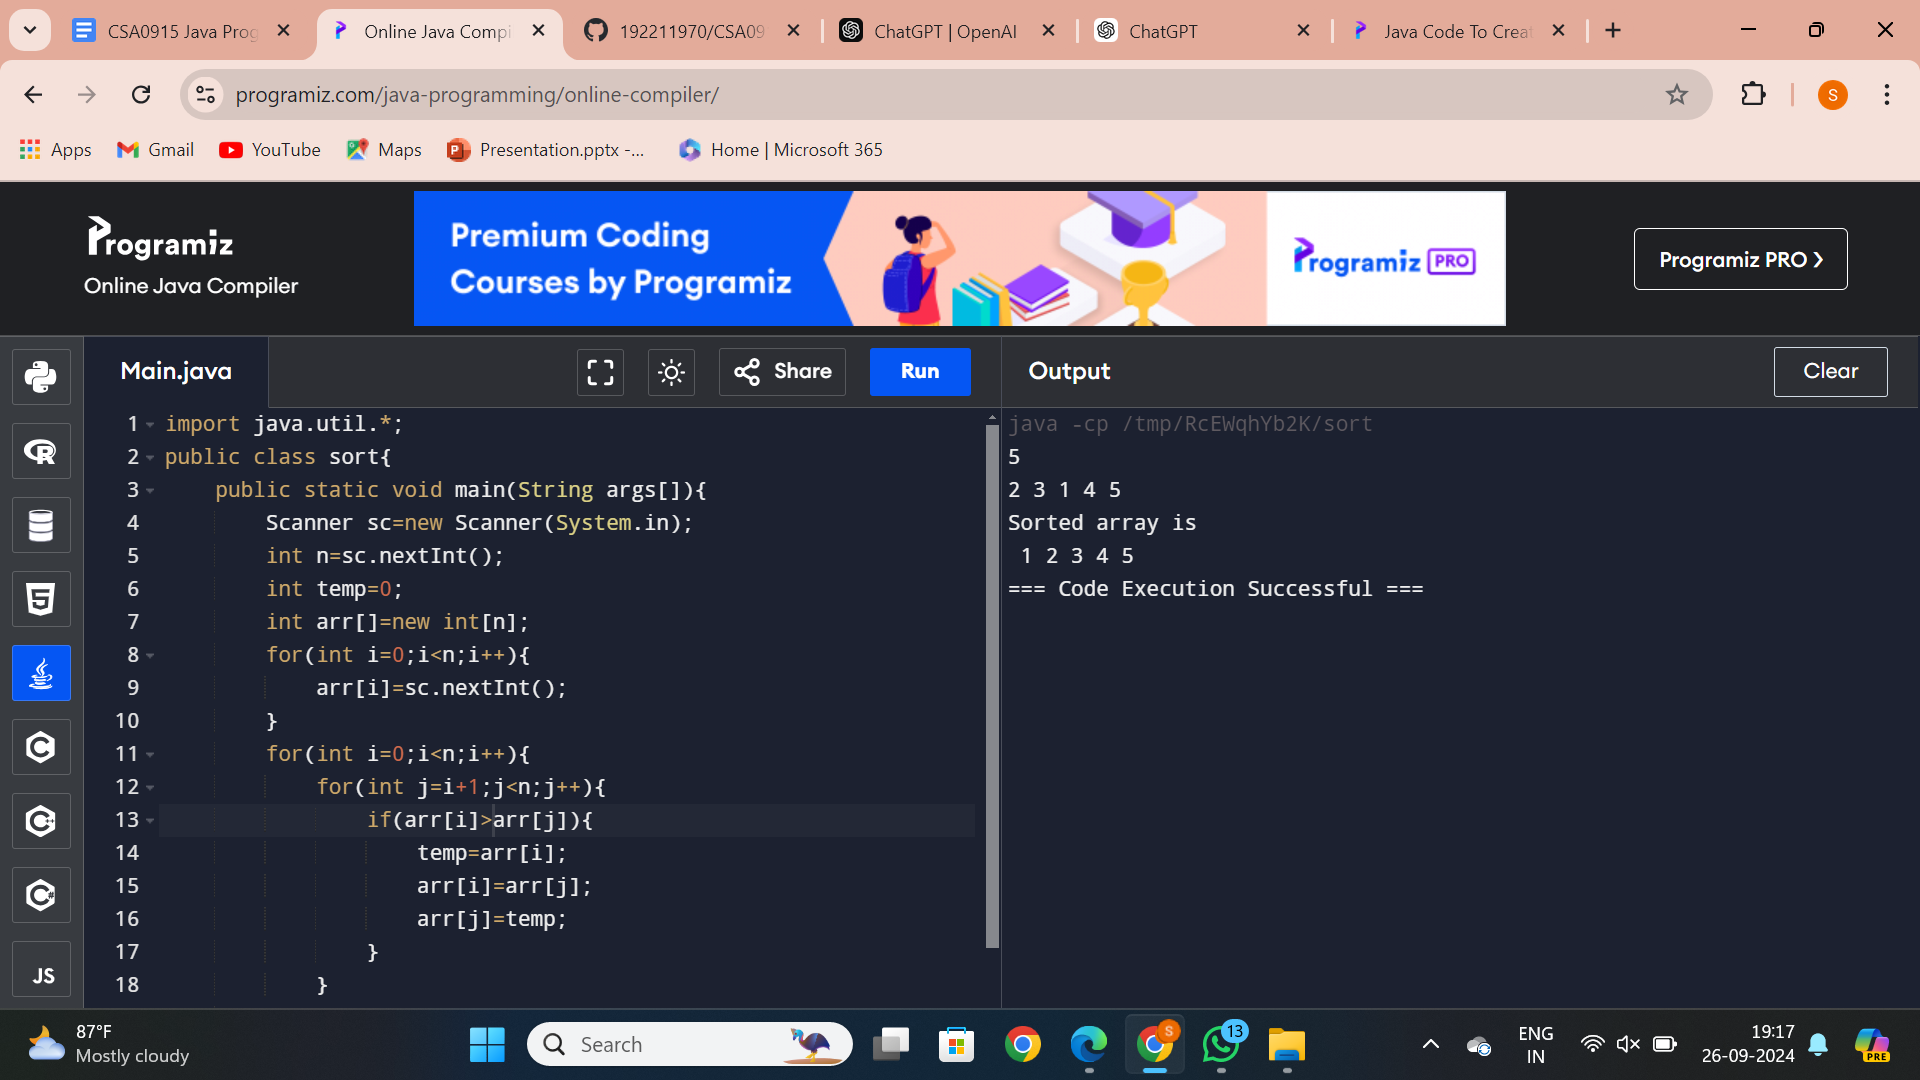 CSA0915 Java Prog
Online Java Compi
192211970/CSA09
ChatGPT | OpenAI
ChatGPT
Java Code To Creat
programiz.com/java-programming/online-compiler/
S
Apps
Gmail
YouTube
Maps
Presentation.pptx -...
Home | Microsoft 365
Programiz
Online Java Compiler
Premium Coding
Courses by Programiz
Programiz PRO
Programiz PRO ❯
Main.java
Share
Run
Output
Clear
1 import java.util.*;
2 public class sort{
3 public static void main(String args[]){
4 Scanner sc=new Scanner(System.in);
5 int n=sc.nextInt();
6 int temp=0;
7 int arr[]=new int[n];
8 for(int i=0;i<n;i++){
9 arr[i]=sc.nextInt();
10 }
11 for(int i=0;i<n;i++){
12 for(int j=i+1;j<n;j++){
13 if(arr[i]>arr[j]){
14 temp=arr[i];
15 arr[i]=arr[j];
16 arr[j]=temp;
17 }
18 }
java -cp /tmp/RcEWqhYb2K/sort
5
2 3 1 4 5
Sorted array is
1 2 3 4 5
=== Code Execution Successful ===
JS
87°F
Mostly cloudy
Search
S
13
ENG
IN
19:17
26-09-2024
PRE